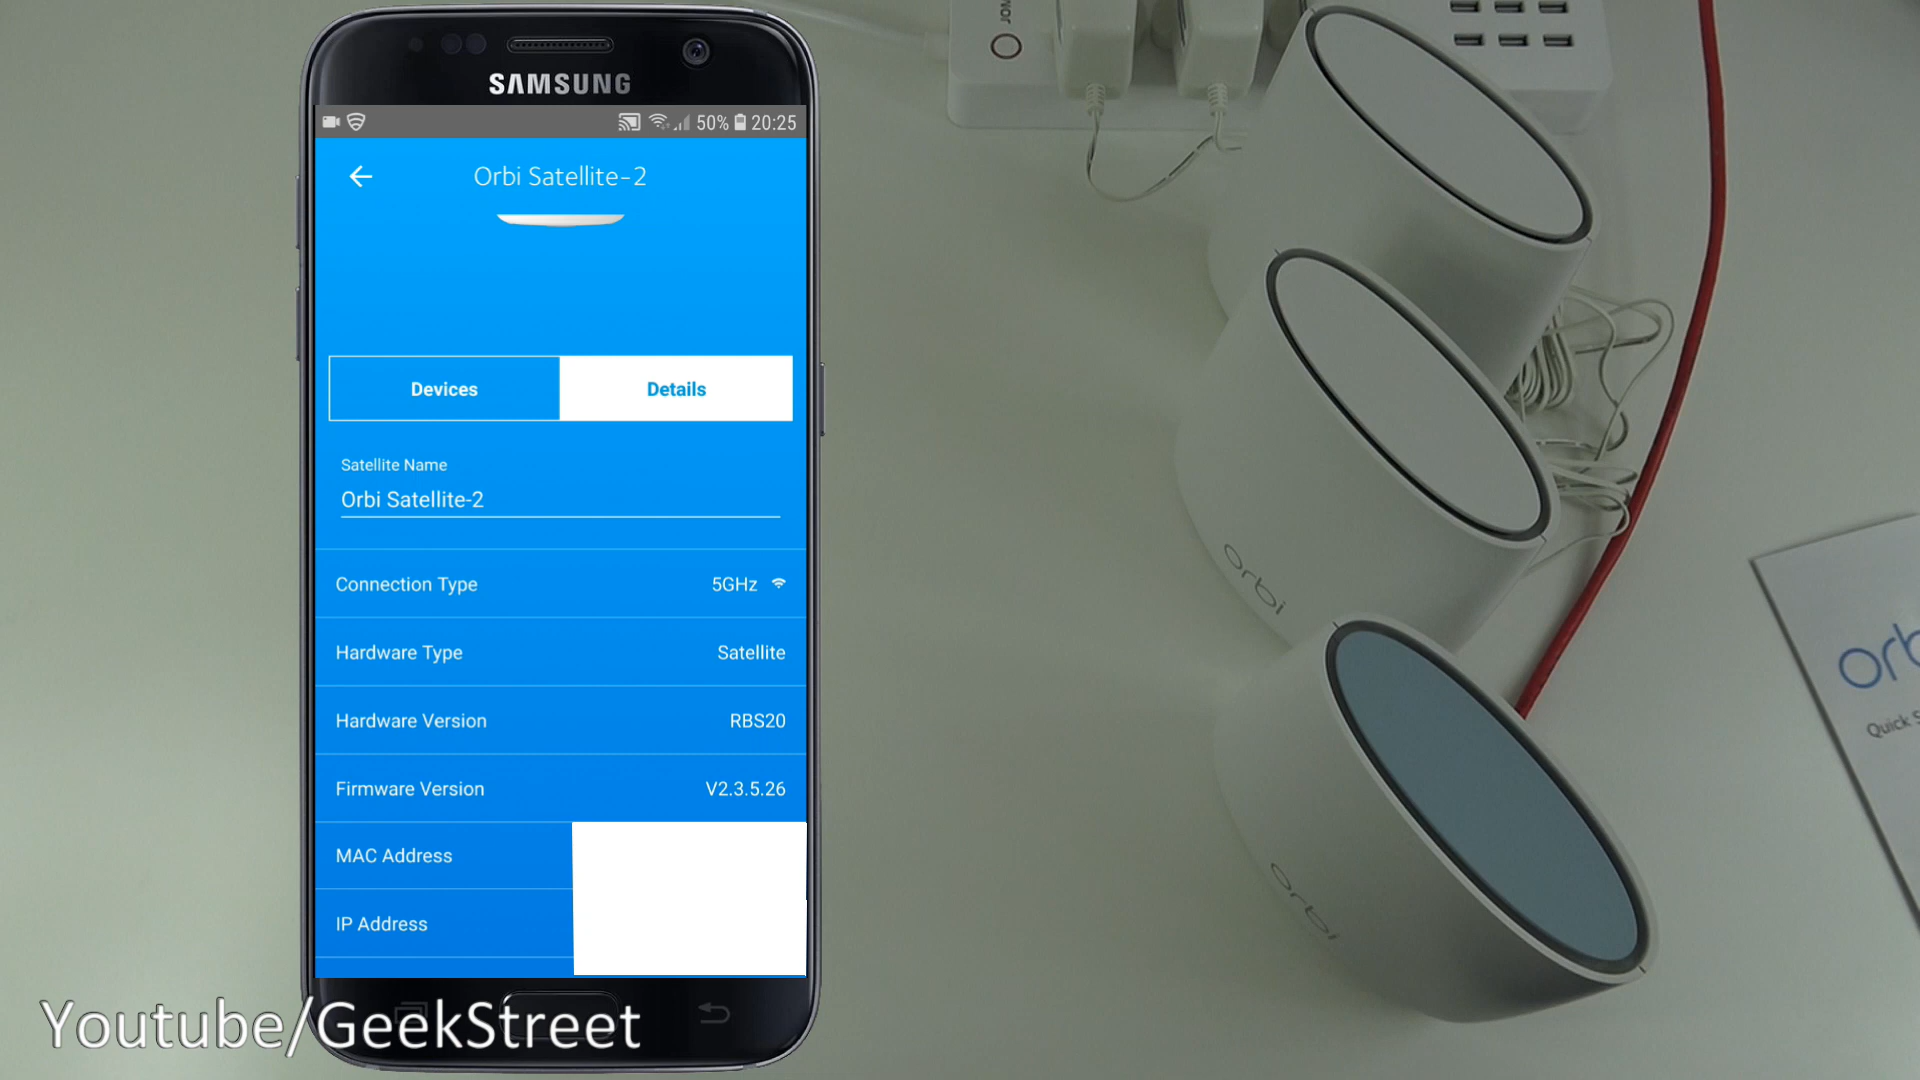 SAMSUNG
50% 20:25
Orbi Satellite-2
Devices Details
Satellite Name
Orbi Satellite-2
Connection Type 5GHz
Hardware Type Satellite
Hardware Version RBS20
Firmware Version V2.3.5.26
MAC Address
IP Address
Orbi
Orbi
Quick
Youtube/GeekStreet